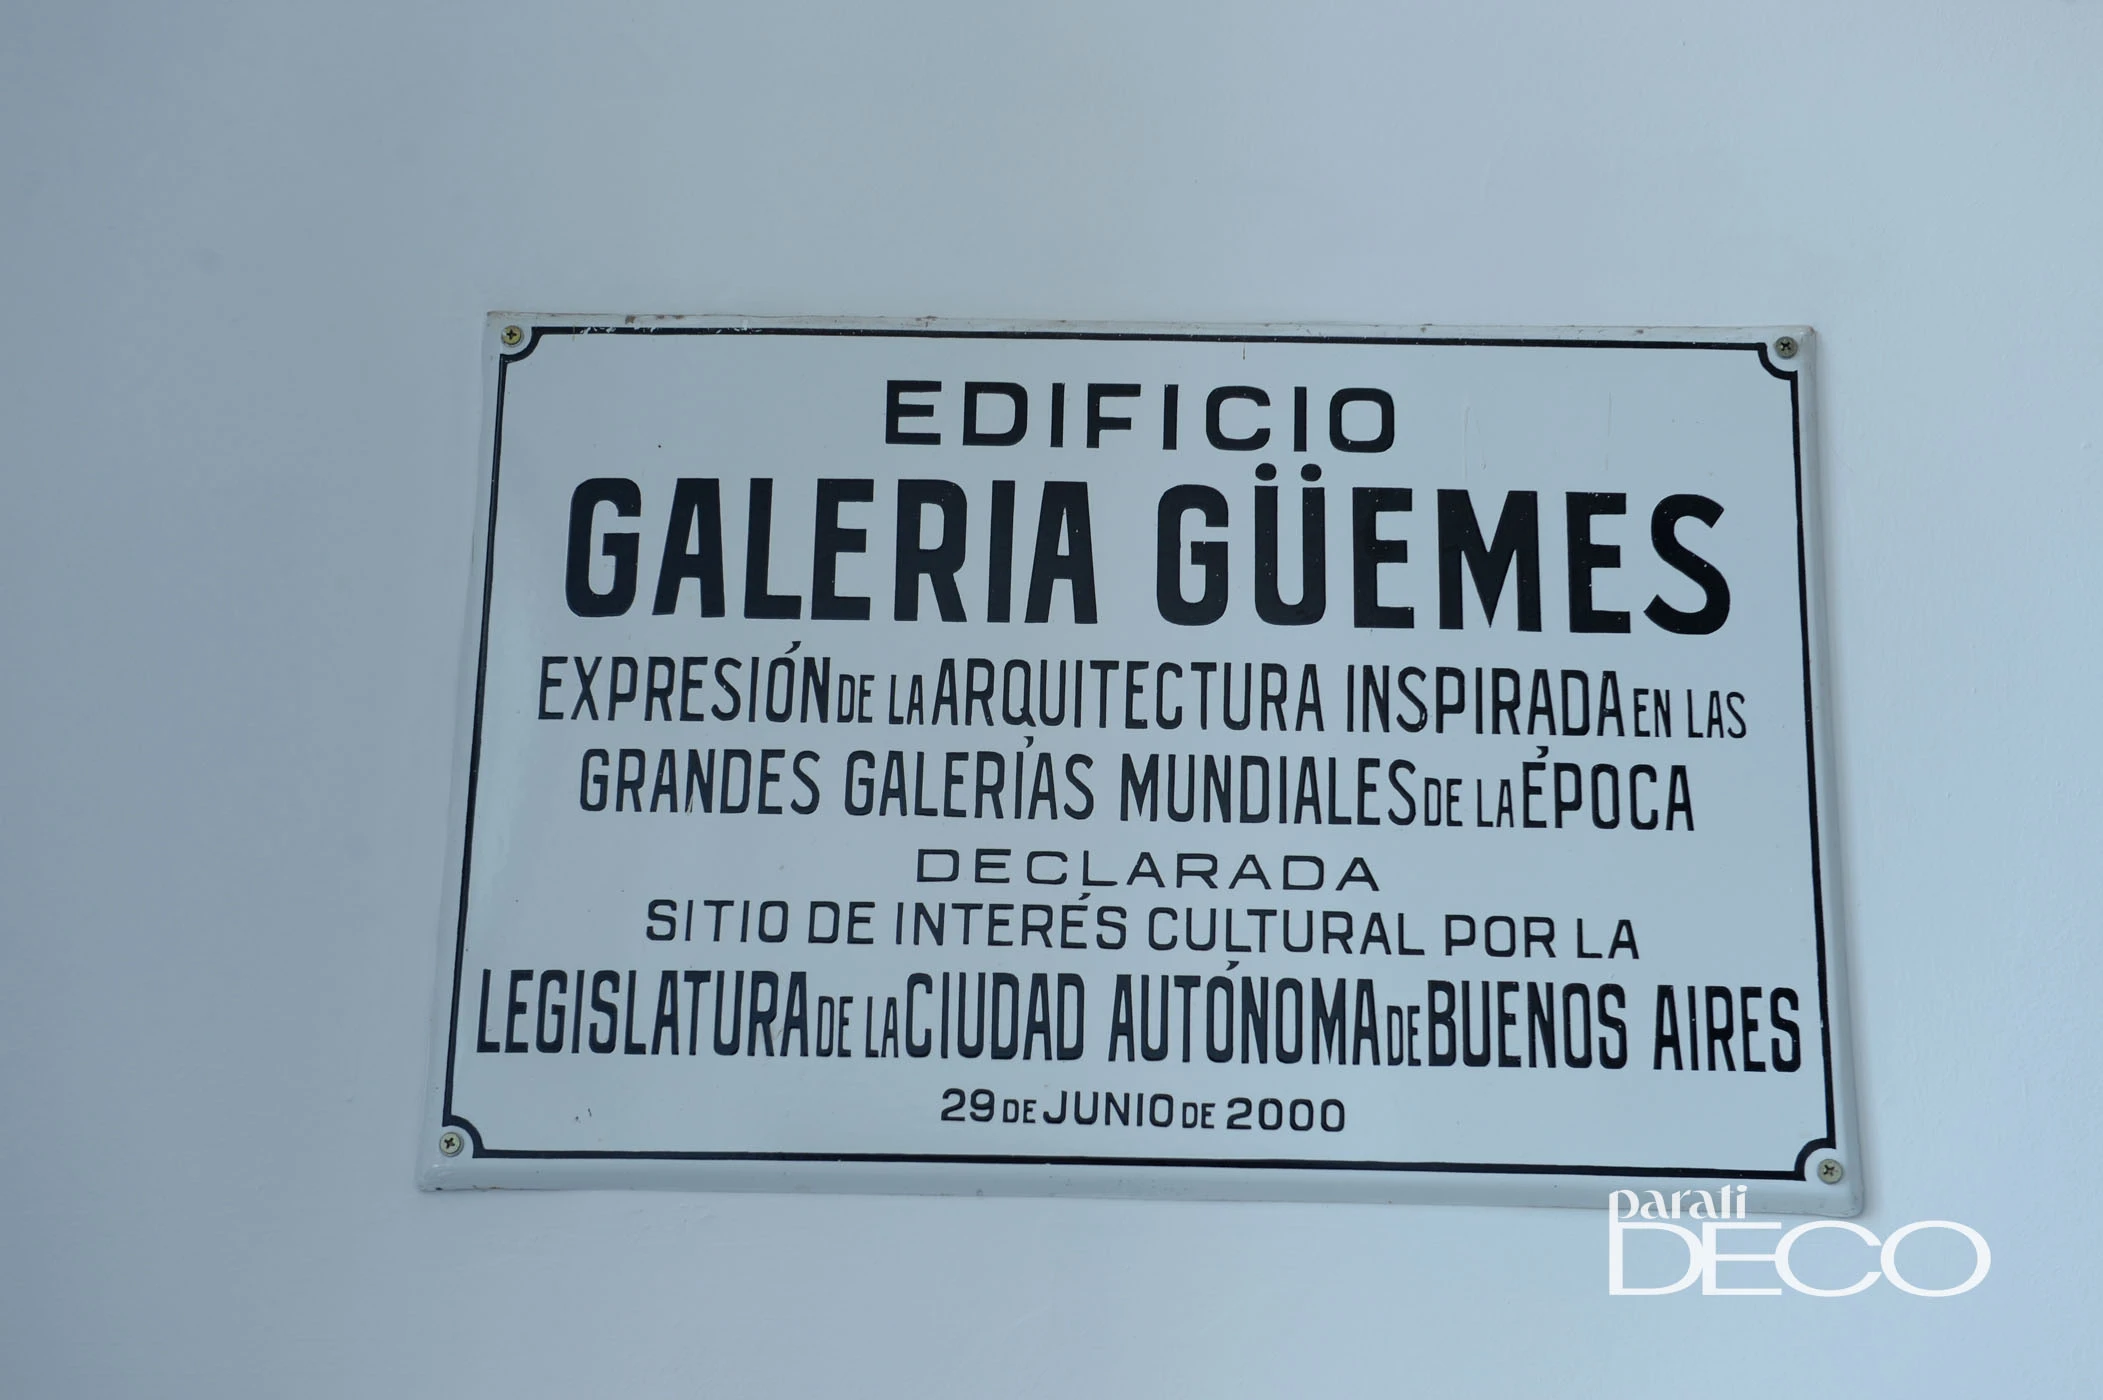 EDIFICIO
GALERIA GÜEMES
EXPRESIÓN DE LA ARQUITECTURA INSPIRADA EN LAS
GRANDES GALERÍAS MUNDIALES DE LA ÉPOCA
DECLARADA
SITIO DE INTERÉS CULTURAL POR LA
LEGISLATURA DE LA CIUDAD AUTÓNOMA DE BUENOS AIRES
29 DE JUNIO DE 2000
parati
DECO